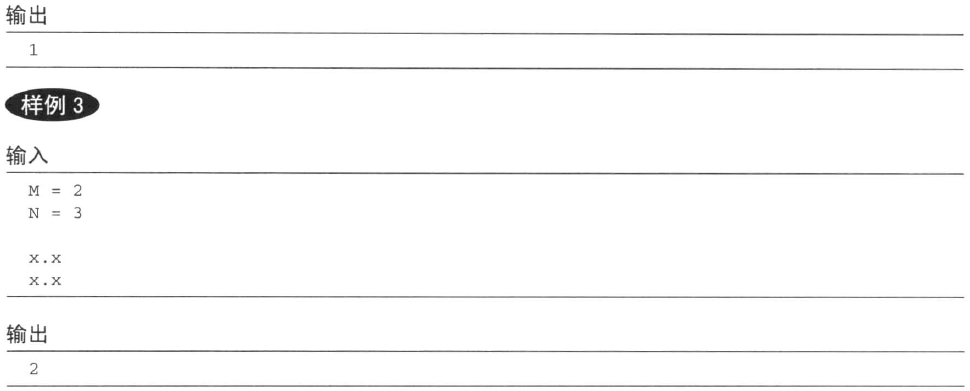 输出
1
样例 3
输入
M = 2
N = 3
x.x
x.x
输出
2